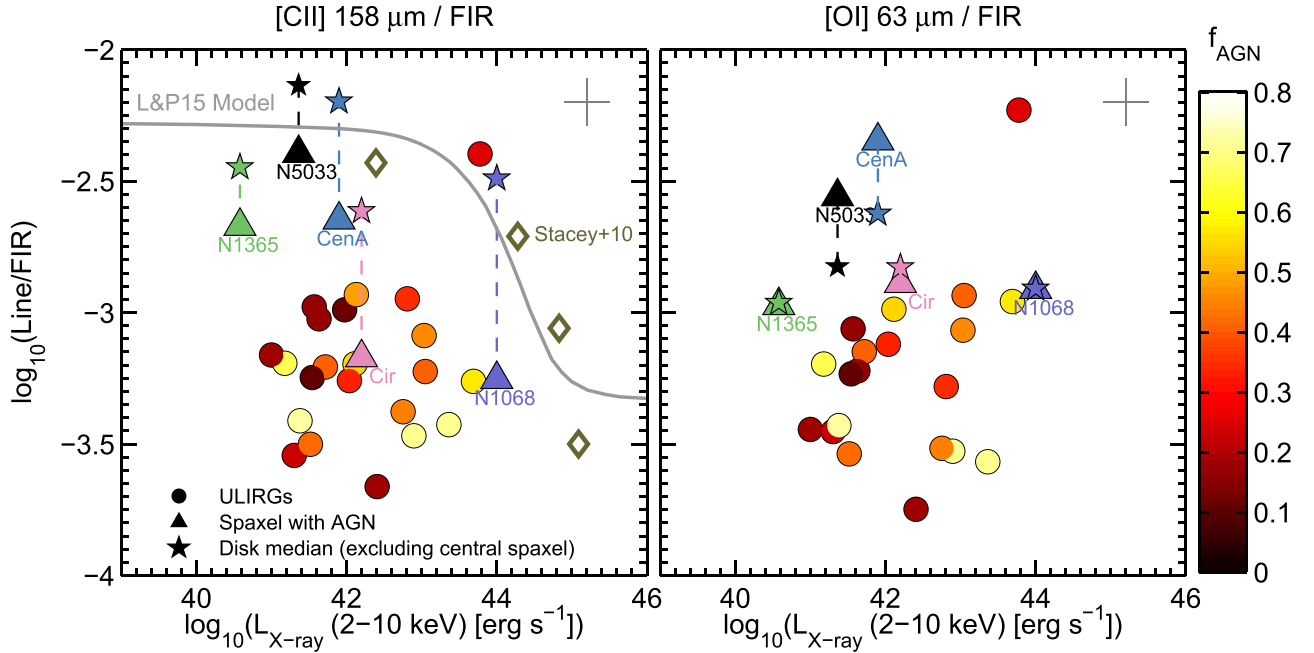 [CII] 158 μm / FIR
[OI] 63 μm / FIR
f_AGN
log₁₀(Line/FIR)
−2
−2.5
−3
−3.5
−4
L&P15 Model
N5033
N1365
CenA
Cir
N1068
Stacey+10
ULIRGs
Spaxel with AGN
Disk median (excluding central spaxel)
40 42 44 46
log₁₀(L_X−ray (2−10 keV) [erg s⁻¹])
CenA
N5033
Cir
N1365
N1068
40 42 44 46
log₁₀(L_X−ray (2−10 keV) [erg s⁻¹])
0.8
0.7
0.6
0.5
0.4
0.3
0.2
0.1
0